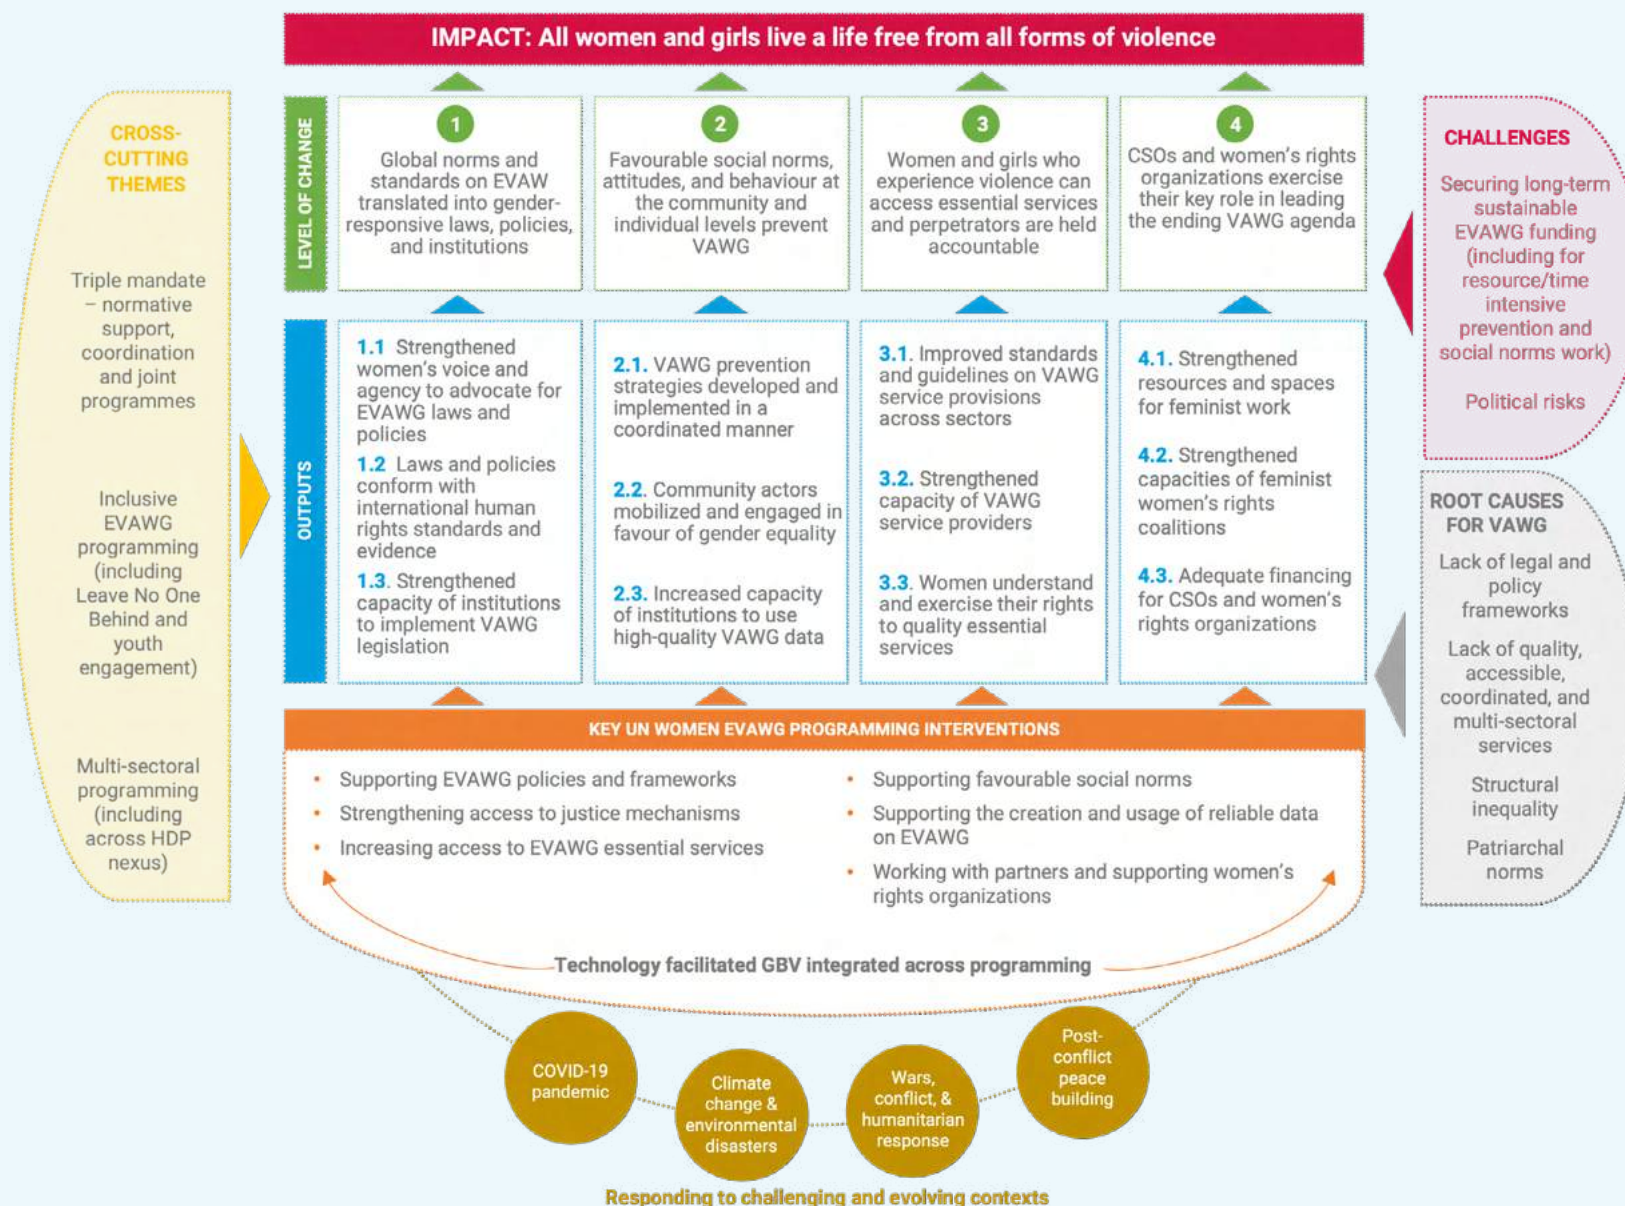 IMPACT: All women and girls live a life free from all forms of violence
CROSS-
CUTTING
THEMES
Triple mandate
– normative
support,
coordination
and joint
programmes
Inclusive
EVAWG
programming
(including
Leave No One
Behind and
youth
engagement)
Multi-sectoral
programming
(including
across HDP
nexus)
LEVEL OF CHANGE
1
Global norms and
standards on EVAW
translated into gender-
responsive laws, policies,
and institutions
2
Favourable social norms,
attitudes, and behaviour at
the community and
individual levels prevent
VAWG
3
Women and girls who
experience violence can
access essential services
and perpetrators are held
accountable
4
CSOs and women's rights
organizations exercise
their key role in leading
the ending VAWG agenda
OUTPUTS
1.1 Strengthened
women's voice and
agency to advocate for
EVAWG laws and
policies
1.2 Laws and policies
conform with
international human
rights standards and
evidence
1.3. Strengthened
capacity of institutions
to implement VAWG
legislation
2.1. VAWG prevention
strategies developed and
implemented in a
coordinated manner
2.2. Community actors
mobilized and engaged in
favour of gender equality
2.3. Increased capacity
of institutions to use
high-quality VAWG data
3.1. Improved standards
and guidelines on VAWG
service provisions
across sectors
3.2. Strengthened
capacity of VAWG
service providers
3.3. Women understand
and exercise their rights
to quality essential
services
4.1. Strengthened
resources and spaces
for feminist work
4.2. Strengthened
capacities of feminist
women's rights
coalitions
4.3. Adequate financing
for CSOs and women's
rights organizations
CHALLENGES
Securing long-term
sustainable
EVAWG funding
(including for
resource/time
intensive
prevention and
social norms work)
Political risks
ROOT CAUSES
FOR VAWG
Lack of legal and
policy
frameworks
Lack of quality,
accessible,
coordinated, and
multi-sectoral
services
Structural
inequality
Patriarchal
norms
KEY UN WOMEN EVAWG PROGRAMMING INTERVENTIONS
• Supporting EVAWG policies and frameworks
• Strengthening access to justice mechanisms
• Increasing access to EVAWG essential services
• Supporting favourable social norms
• Supporting the creation and usage of reliable data
on EVAWG
• Working with partners and supporting women's
rights organizations
Technology facilitated GBV integrated across programming
COVID-19
pandemic
Climate
change &
environmental
disasters
Wars,
conflict, &
humanitarian
response
Post-
conflict
peace
building
Responding to challenging and evolving contexts